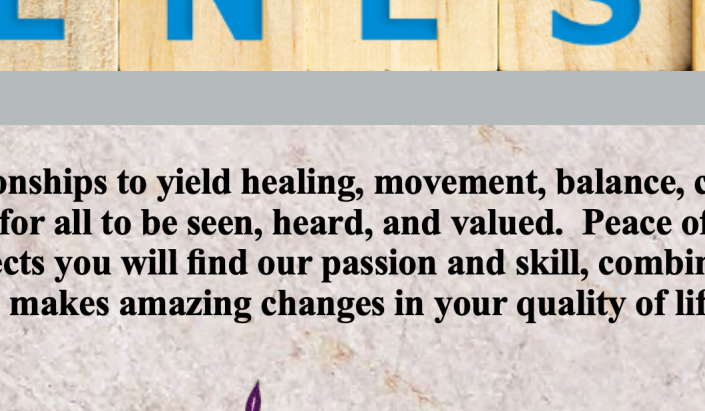 ENES
onships to yield healing, movement, balance, c
for all to be seen, heard, and valued. Peace of
ects you will find our passion and skill, combin
makes amazing changes in your quality of lif